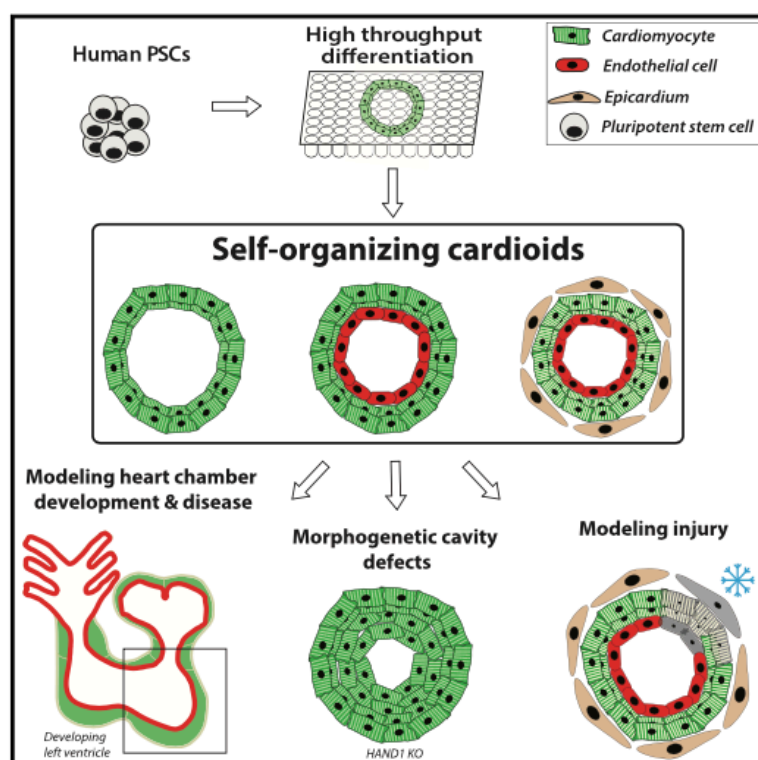 Human PSCs
High throughput
differentiation
Cardiomyocyte
Endothelial cell
Epicardium
Pluripotent stem cell
Self-organizing cardioids
Modeling heart chamber
development & disease
Morphogenetic cavity
defects
Modeling injury
Developing
left ventricle
HAND1 KO